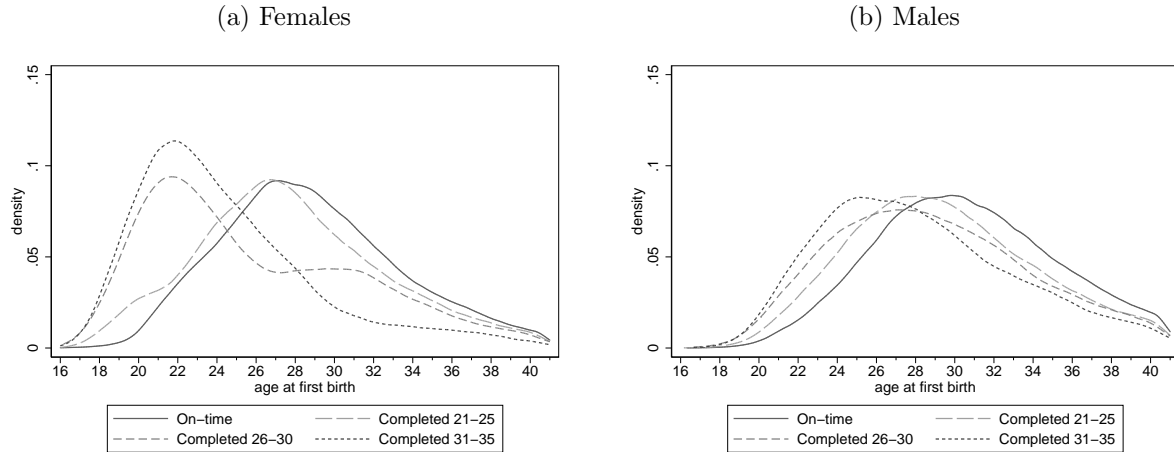 (a) Females
.15
.1
density
.05
0
16 18 20 22 24 26 28 30 32 34 36 38 40
age at first birth
On−time
Completed 21−25
Completed 26−30
Completed 31−35
(b) Males
.15
.1
density
.05
0
16 18 20 22 24 26 28 30 32 34 36 38 40
age at first birth
On−time
Completed 21−25
Completed 26−30
Completed 31−35